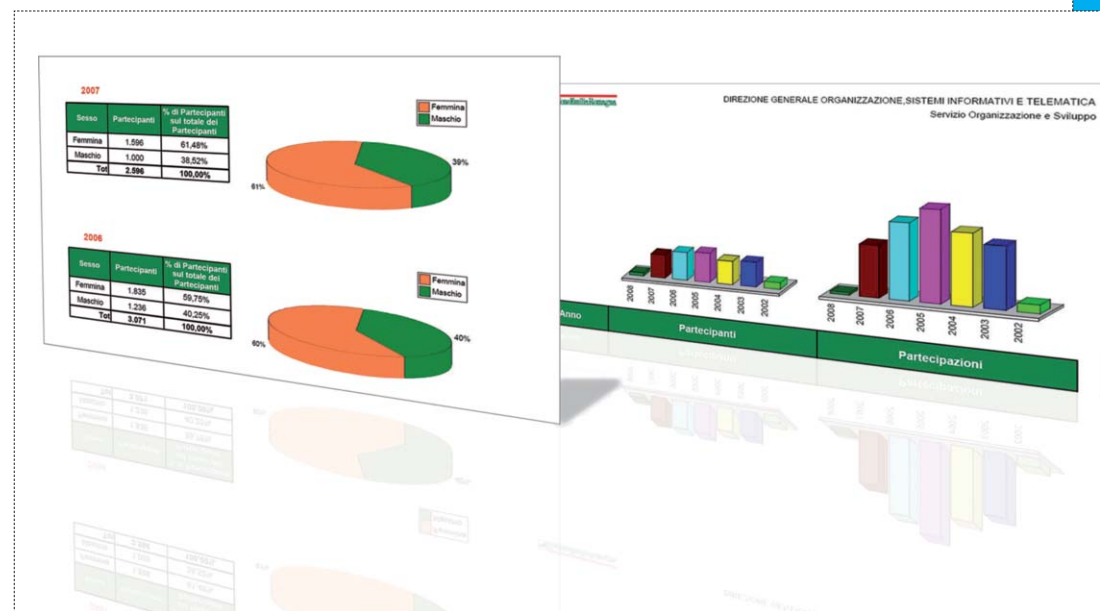 2007
Sesso Partecipanti % di Partecipanti sul totale dei Partecipanti
Femmina 1.596 61,48%
Maschio 1.000 38,52%
Tot 2.596 100,00%
Femmina
Maschio
39%
61%
2006
Sesso Partecipanti % di Partecipanti sul totale dei Partecipanti
Femmina 1.835 59,75%
Maschio 1.236 40,25%
Tot 3.071 100,00%
Femmina
Maschio
40%
60%
DIREZIONE GENERALE ORGANIZZAZIONE,SISTEMI INFORMATIVI E TELEMATICA
Servizio Organizzazione e Sviluppo
2008 2007 2006 2005 2004 2003 2002
2008 2007 2006 2005 2004 2003 2002
Anno Partecipanti Partecipazioni